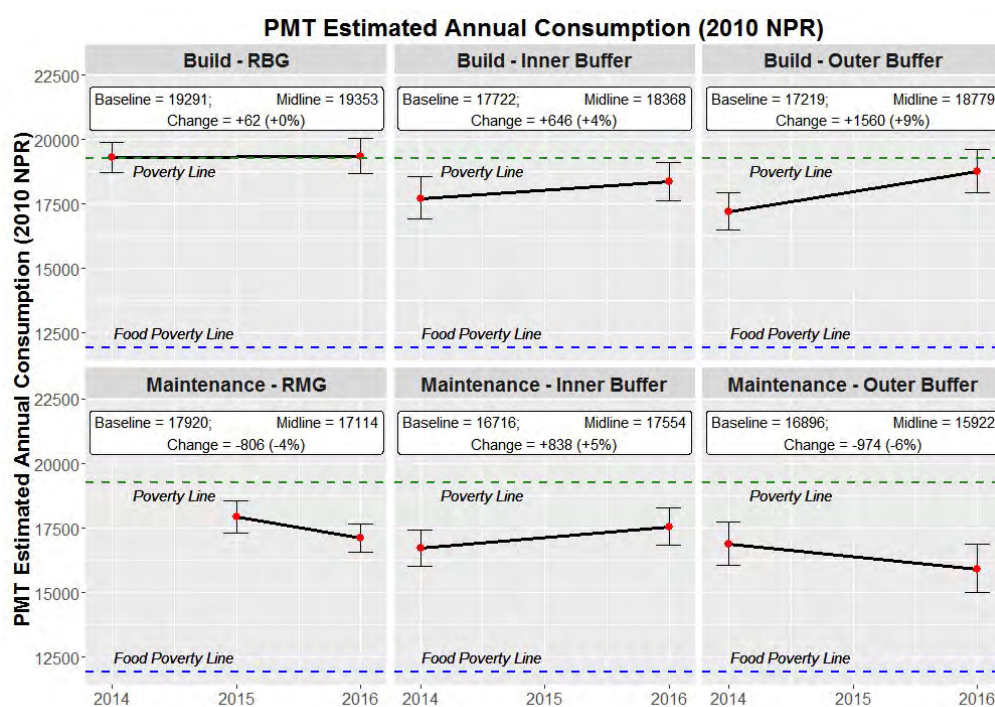 PMT Estimated Annual Consumption (2010 NPR)
PMT Estimated Annual Consumption (2010 NPR)
Build - RBG
Build - Inner Buffer
Build - Outer Buffer
22500
20000
17500
15000
12500
Baseline = 19291; Midline = 19353
Change = +62 (+0%)
Poverty Line
Food Poverty Line
Baseline = 17722; Midline = 18368
Change = +646 (+4%)
Poverty Line
Food Poverty Line
Baseline = 17219; Midline = 18779
Change = +1560 (+9%)
Poverty Line
Food Poverty Line
Maintenance - RMG
Maintenance - Inner Buffer
Maintenance - Outer Buffer
22500
20000
17500
15000
12500
Baseline = 17920; Midline = 17114
Change = -806 (-4%)
Poverty Line
Food Poverty Line
Baseline = 16716; Midline = 17554
Change = +838 (+5%)
Poverty Line
Food Poverty Line
Baseline = 16896; Midline = 15922
Change = -974 (-6%)
Poverty Line
Food Poverty Line
2014 2015 2016
2014 2015 2016
2014 2015 2016